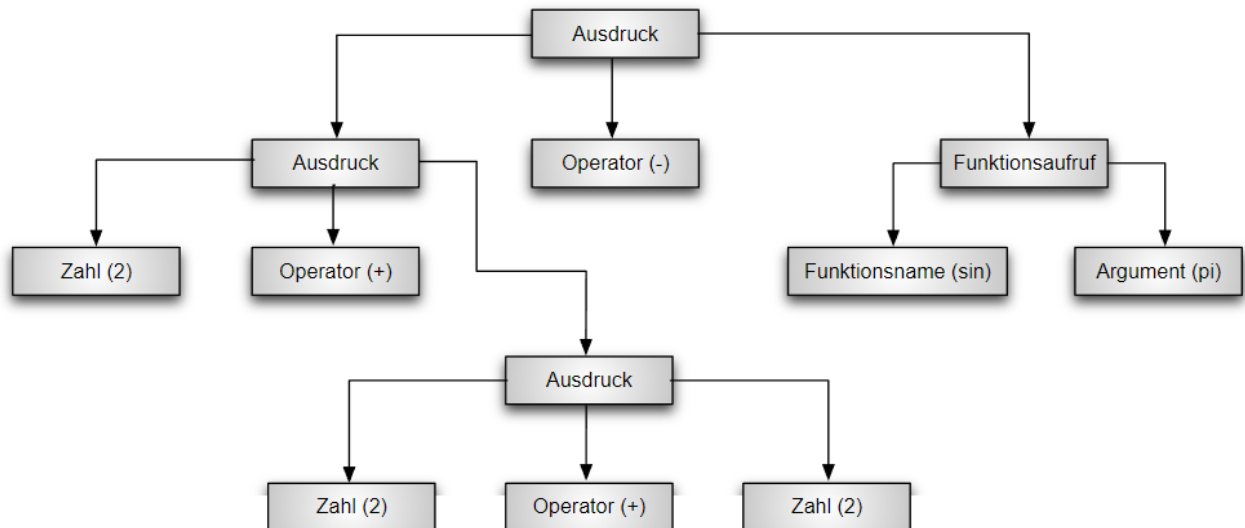 Ausdruck
Ausdruck
Operator (-)
Funktionsaufruf
Zahl (2)
Operator (+)
Funktionsname (sin)
Argument (pi)
Ausdruck
Zahl (2)
Operator (+)
Zahl (2)